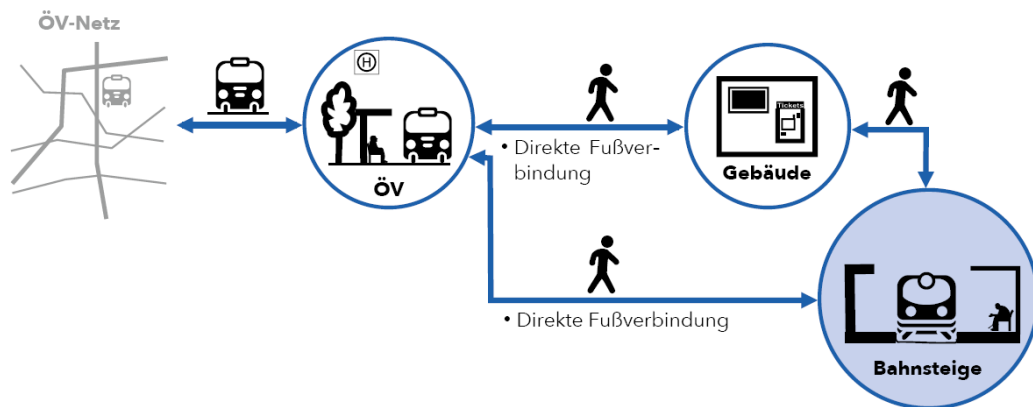 ÖV-Netz
H
ÖV
• Direkte Fußver-
bindung
Tickets
Gebäude
• Direkte Fußverbindung
Bahnsteige